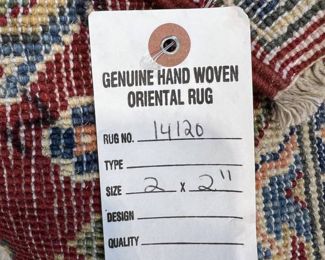 GENUINE HAND WOVEN
ORIENTAL RUG
RUG NO. 14120
TYPE
SIZE 2 x 2"
DESIGN
QUALITY